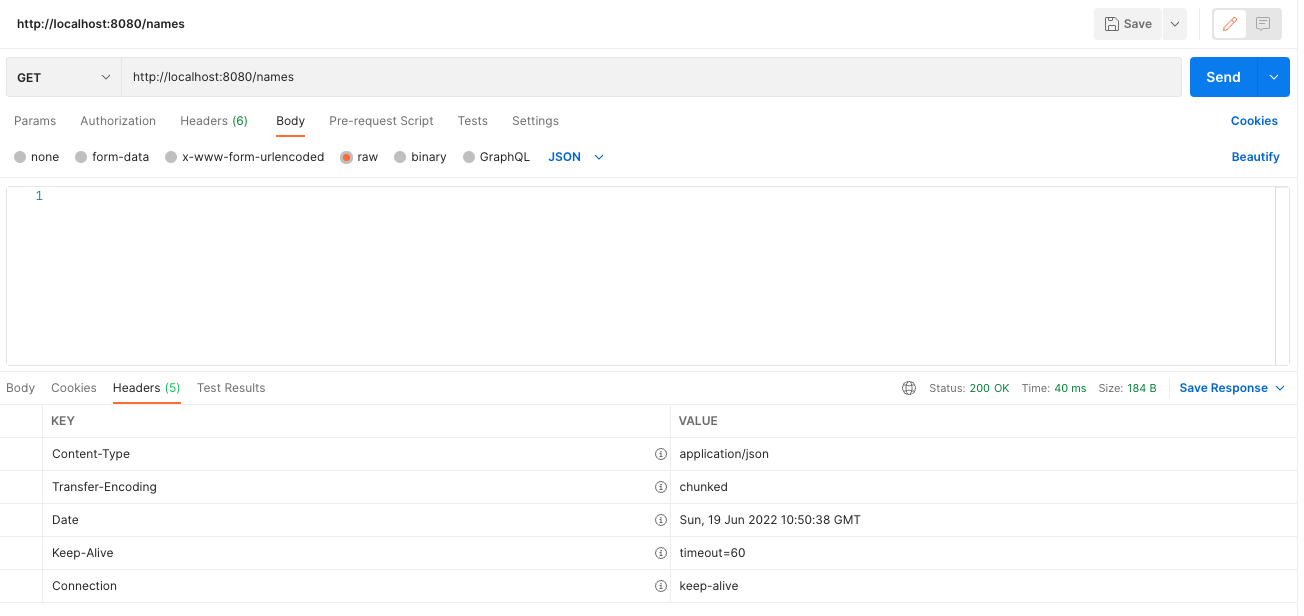 http://localhost:8080/names Save
GET http://localhost:8080/names Send
Params Authorization Headers (6) Body Pre-request Script Tests Settings Cookies
none form-data x-www-form-urlencoded raw binary GraphQL JSON Beautify
1
Body Cookies Headers (5) Test Results Status: 200 OK Time: 40 ms Size: 184 B Save Response
KEY VALUE
Content-Type application/json
Transfer-Encoding chunked
Date Sun, 19 Jun 2022 10:50:38 GMT
Keep-Alive timeout=60
Connection keep-alive